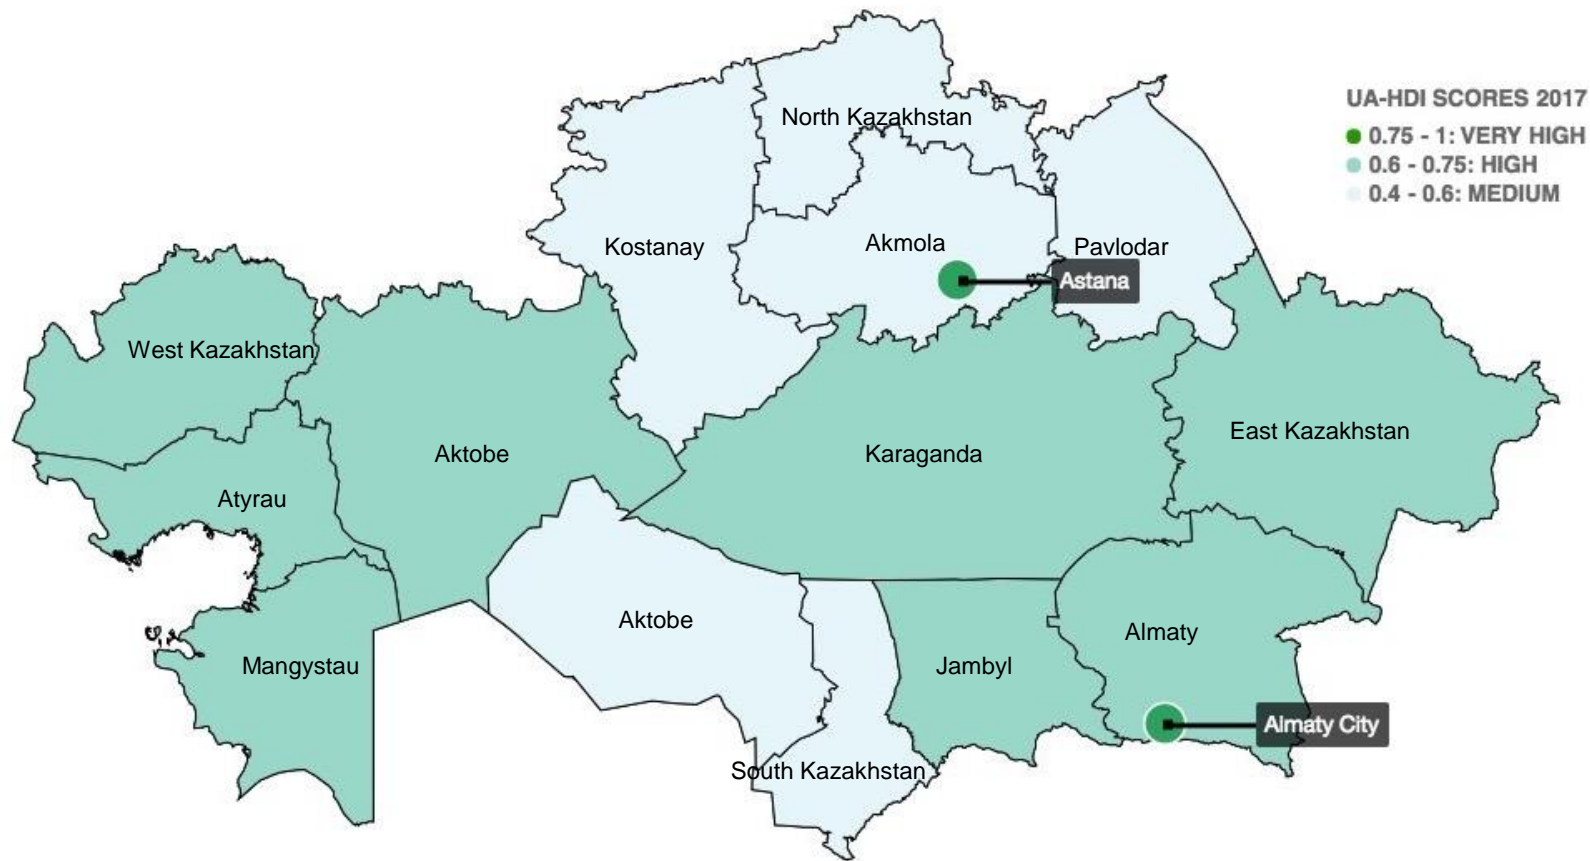 UA-HDI SCORES 2017
0.75 - 1: VERY HIGH
0.6 - 0.75: HIGH
0.4 - 0.6: MEDIUM
North Kazakhstan
Kostanay
Akmola
Pavlodar
Astana
West Kazakhstan
Aktobe
Karaganda
East Kazakhstan
Atyrau
Aktobe
Almaty
Mangystau
Jambyl
Almaty City
South Kazakhstan